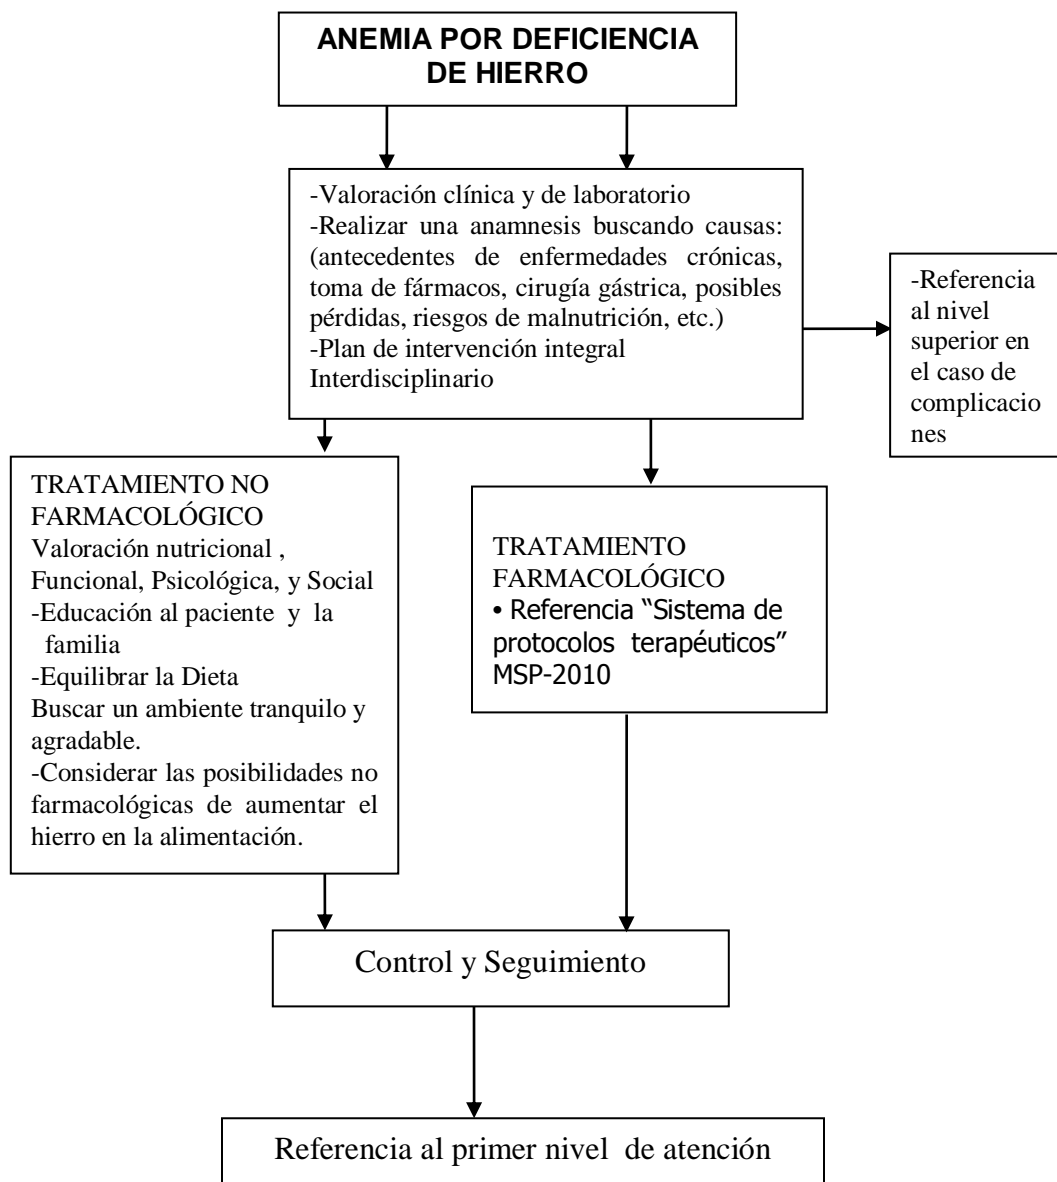 ANEMIA POR DEFICIENCIA
DE HIERRO
-Valoración clínica y de laboratorio
-Realizar una anamnesis buscando causas:
(antecedentes de enfermedades crónicas,
toma de fármacos, cirugía gástrica, posibles
pérdidas, riesgos de malnutrición, etc.)
-Plan de intervención integral
Interdisciplinario
-Referencia
al nivel
superior en
el caso de
complicacio
nes
TRATAMIENTO NO
FARMACOLÓGICO
Valoración nutricional ,
Funcional, Psicológica, y Social
-Educación al paciente y la
familia
-Equilibrar la Dieta
Buscar un ambiente tranquilo y
agradable.
-Considerar las posibilidades no
farmacológicas de aumentar el
hierro en la alimentación.
TRATAMIENTO
FARMACOLÓGICO
• Referencia “Sistema de
protocolos terapéuticos”
MSP-2010
Control y Seguimiento
Referencia al primer nivel de atención